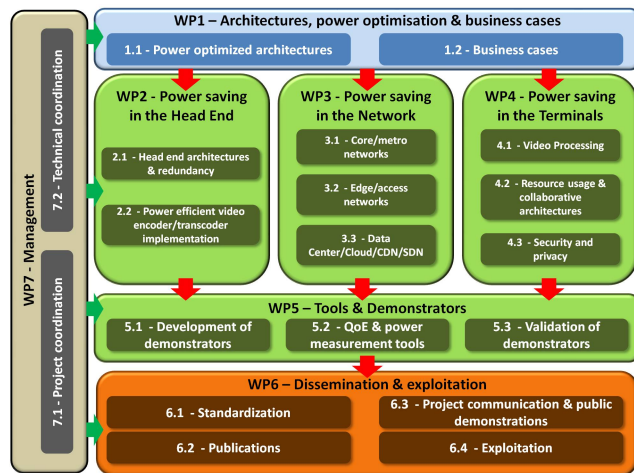 WP1 – Architectures, power optimisation & business cases
1.1 - Power optimized architectures
1.2 - Business cases
WP7 - Management
7.2 - Technical coordination
7.1 - Project coordination
WP2 - Power saving
in the Head End
2.1 - Head end architectures
& redundancy
2.2 - Power efficient video
encoder/transcoder
implementation
WP3 - Power saving
in the Network
3.1 - Core/metro
networks
3.2 - Edge/access
networks
3.3 - Data
Center/Cloud/CDN/SDN
WP4 - Power saving
in the Terminals
4.1 - Video Processing
4.2 - Resource usage &
collaborative
architectures
4.3 - Security and
privacy
WP5 – Tools & Demonstrators
5.1 - Development of
demonstrators
5.2 - QoE & power
measurement tools
5.3 - Validation of
demonstrators
WP6 – Dissemination & exploitation
6.1 - Standardization
6.3 - Project communication & public
demonstrations
6.2 - Publications
6.4 - Exploitation